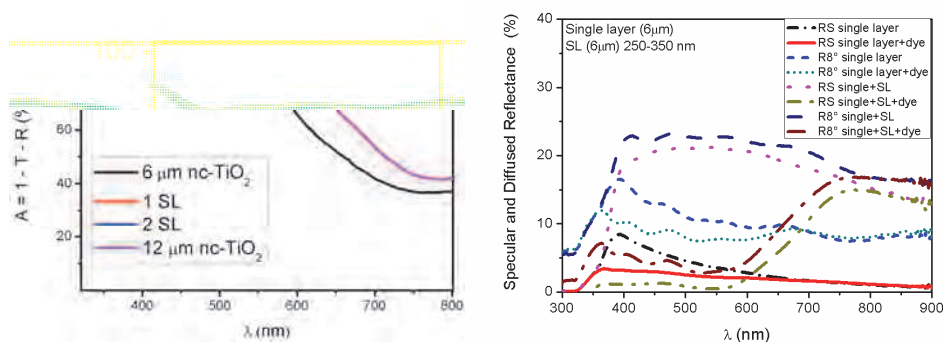 A = 1 - T - R (%
60
40
20
6 µm nc-TiO2
1 SL
2 SL
12 µm nc-TiO2
400
500
600
700
800
λ (nm)
Specular and Diffused Reflectance (%)
40
30
20
10
0
Single layer (6µm)
SL (6µm) 250-350 nm
RS single layer
RS single layer+dye
R8° single layer
R8° single layer+dye
RS single+SL
RS single+SL+dye
R8° single+SL
R8° single+SL+dye
300
400
500
600
700
800
900
λ (nm)